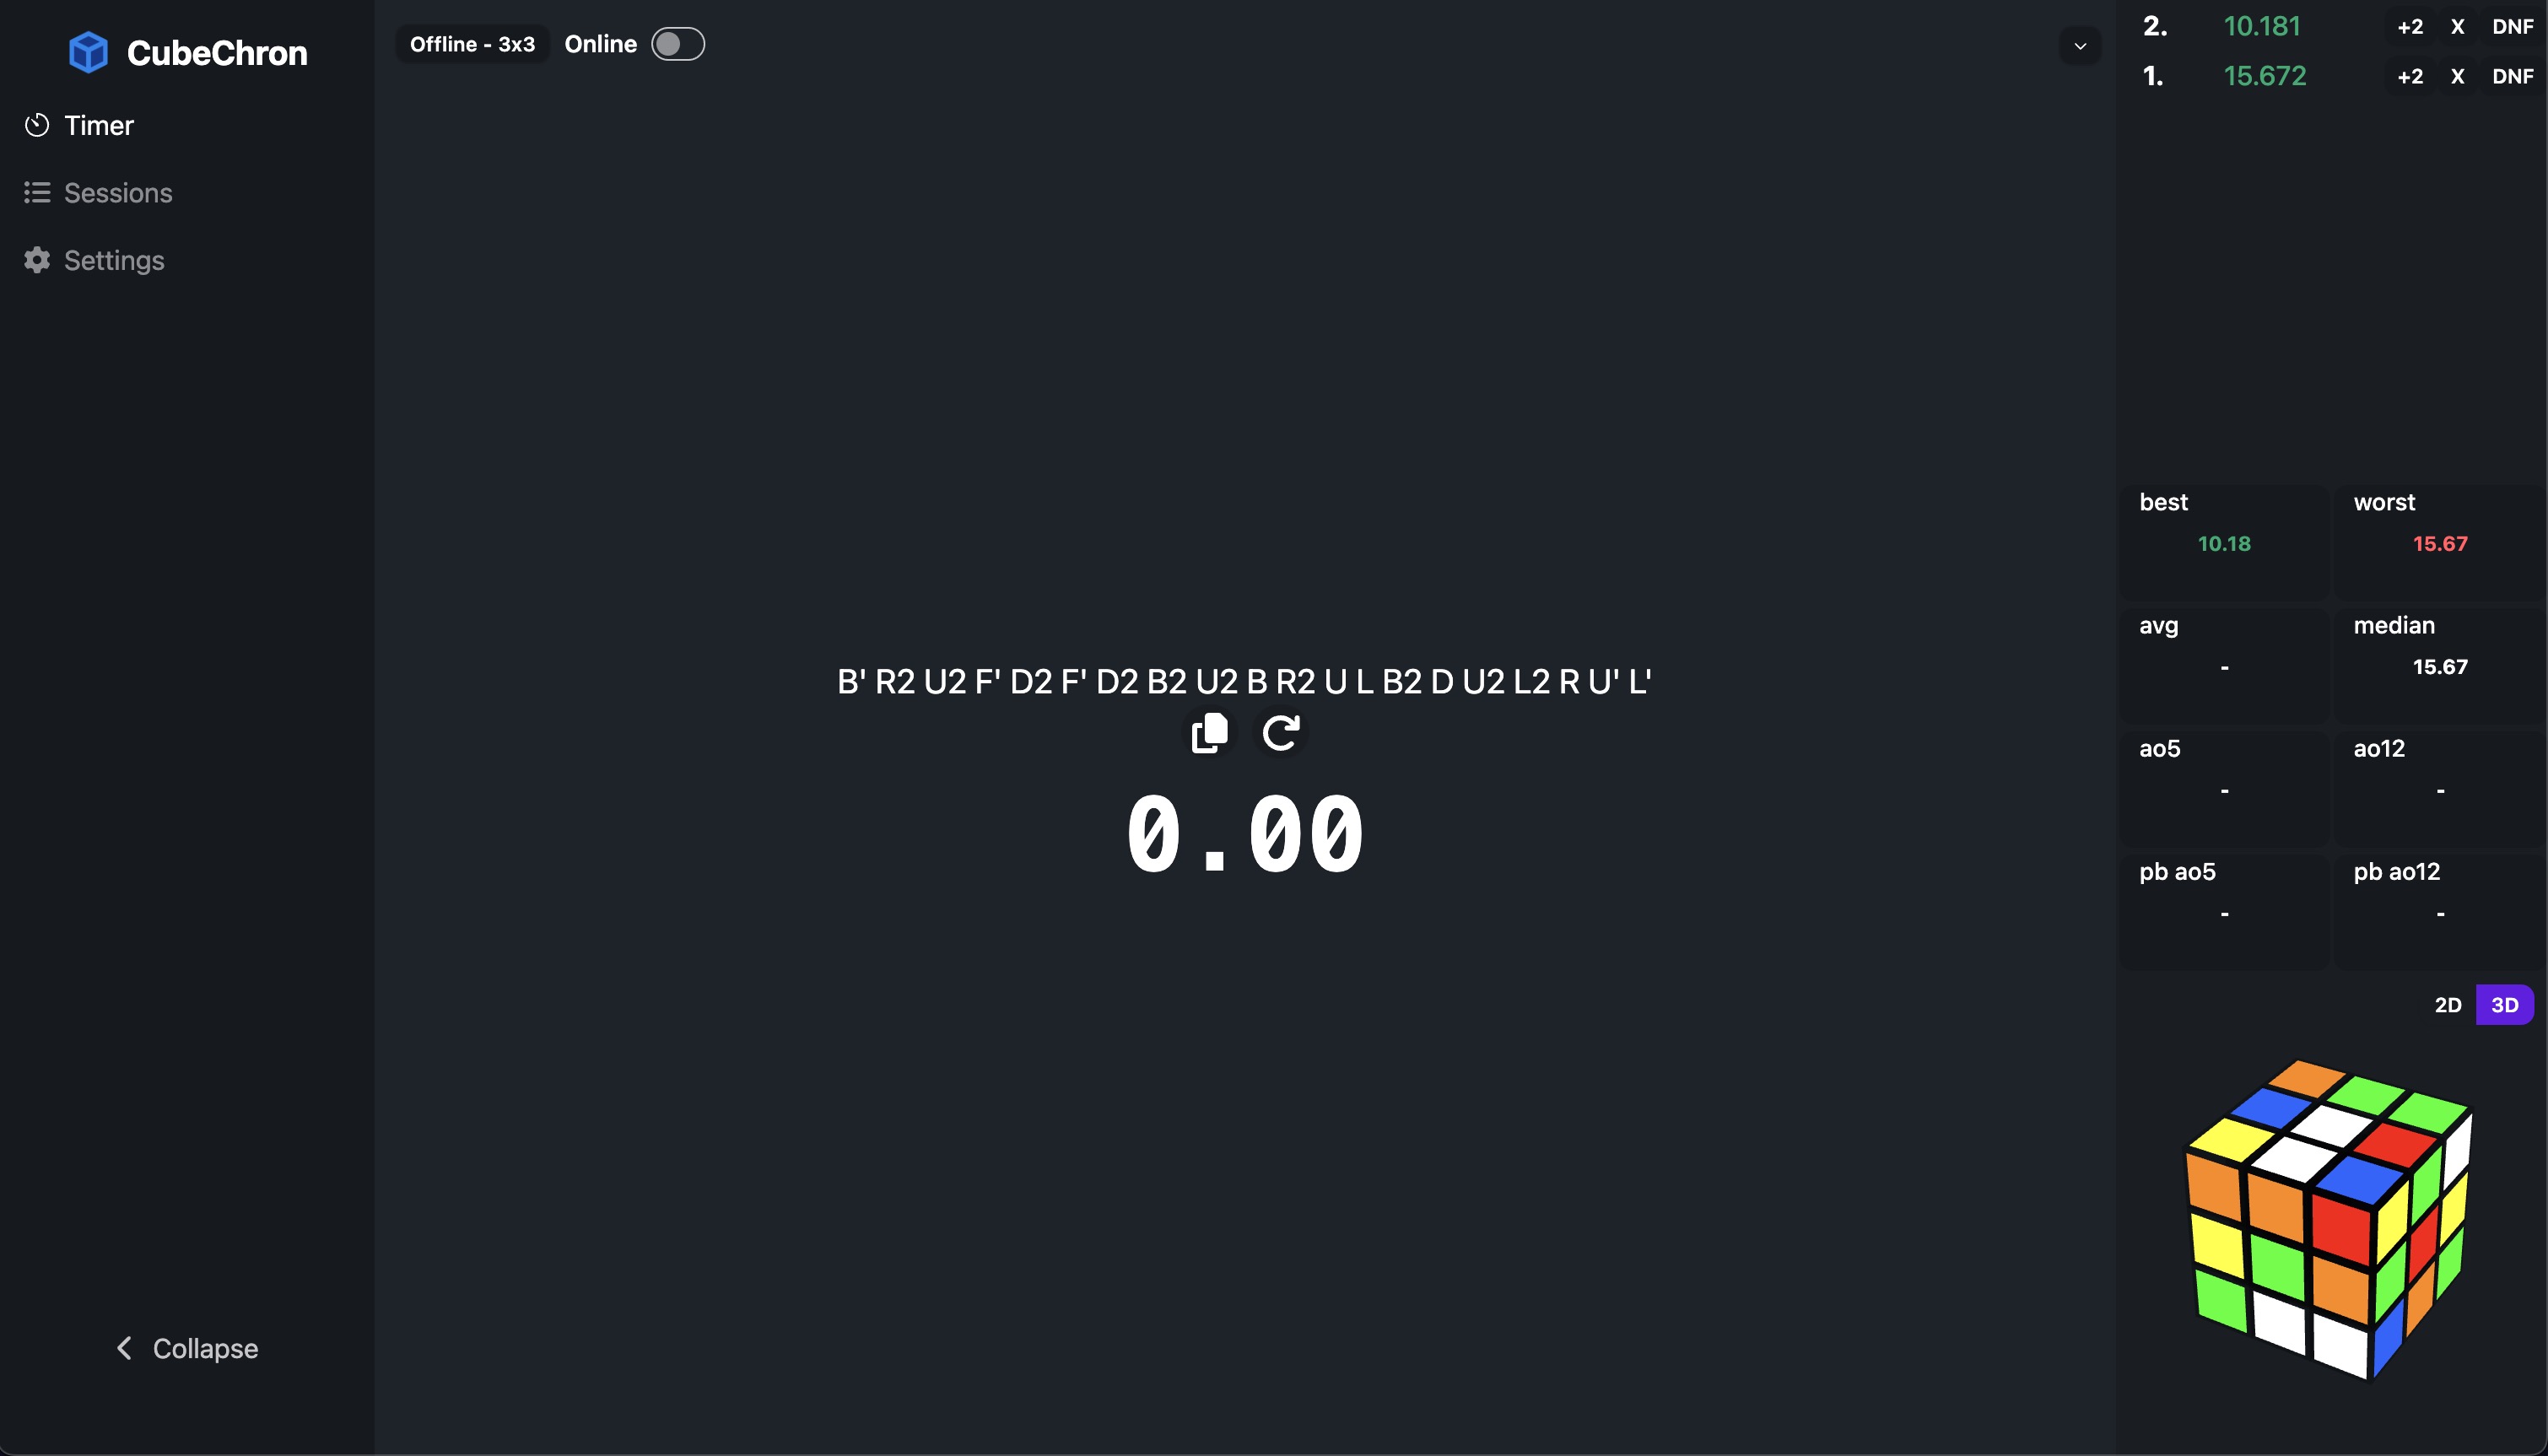 CubeChron
Timer
Sessions
Settings
Collapse
Offline - 3x3 Online
B' R2 U2 F' D2 F' D2 B2 U2 B R2 U L B2 D U2 L2 R U' L'
0.00
2. 10.181 +2 X DNF
1. 15.672 +2 X DNF
best worst
10.18 15.67
avg median
- 15.67
ao5 ao12
- -
pb ao5 pb ao12
- -
2D 3D